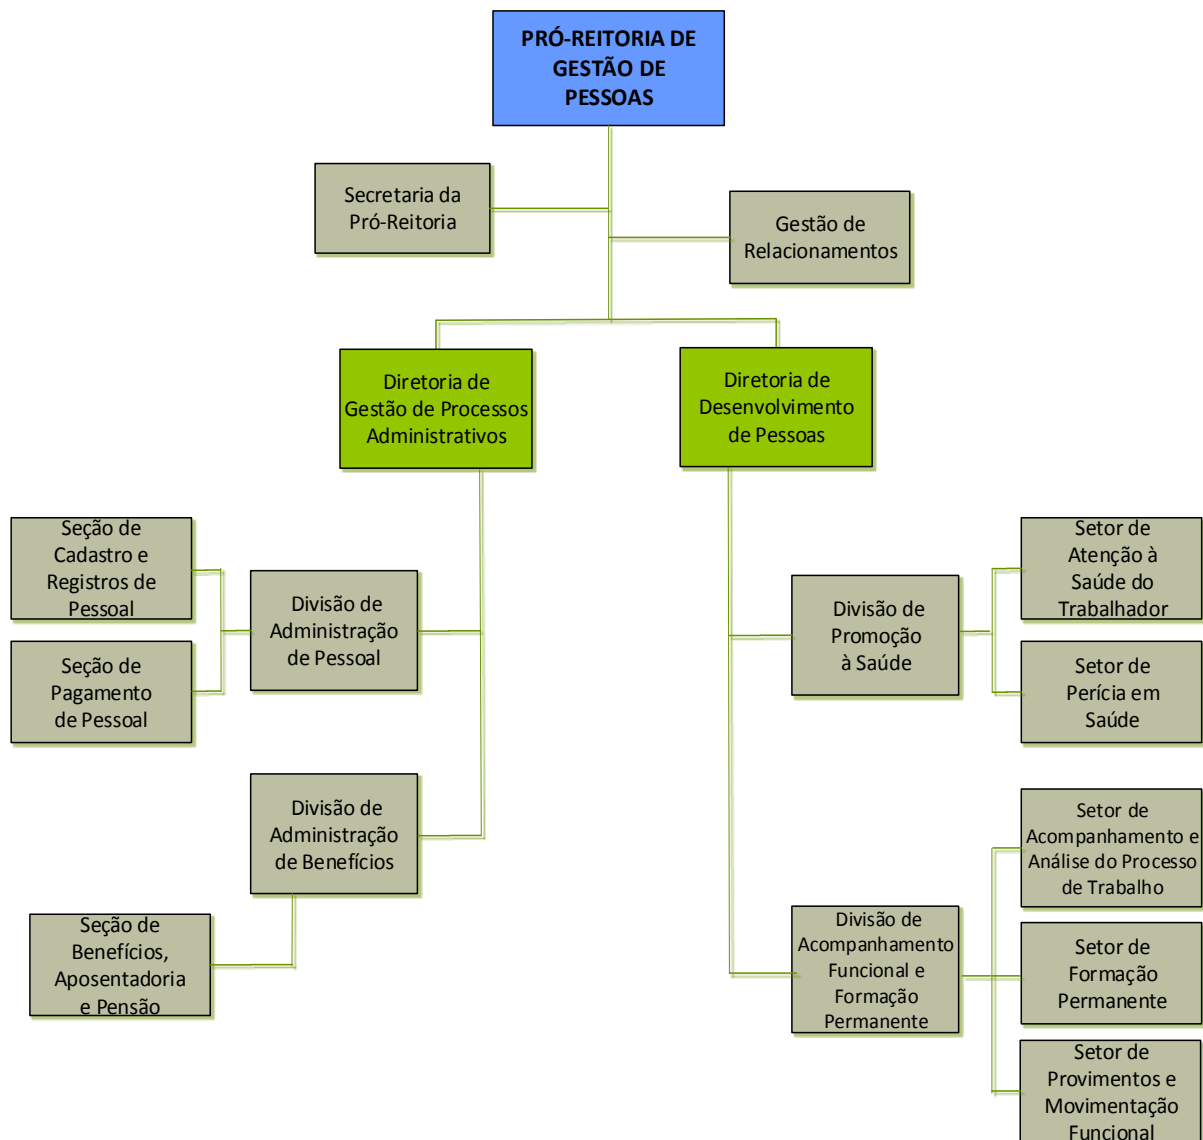 PRÓ-REITORIA DE
GESTÃO DE
PESSOAS
Secretaria da
Pró-Reitoria
Gestão de
Relacionamentos
Diretoria de
Gestão de Processos
Administrativos
Diretoria de
Desenvolvimento
de Pessoas
Seção de
Cadastro e
Registros de
Pessoal
Divisão de
Administração
de Pessoal
Seção de
Pagamento
de Pessoal
Divisão de
Administração
de Benefícios
Seção de
Benefícios,
Aposentadoria
e Pensão
Divisão de
Promoção
à Saúde
Setor de
Atenção à
Saúde do
Trabalhador
Setor de
Perícia em
Saúde
Divisão de
Acompanhamento
Funcional e
Formação
Permanente
Setor de
Acompanhamento e
Análise do Processo
de Trabalho
Setor de
Formação
Permanente
Setor de
Provimentos e
Movimentação
Funcional